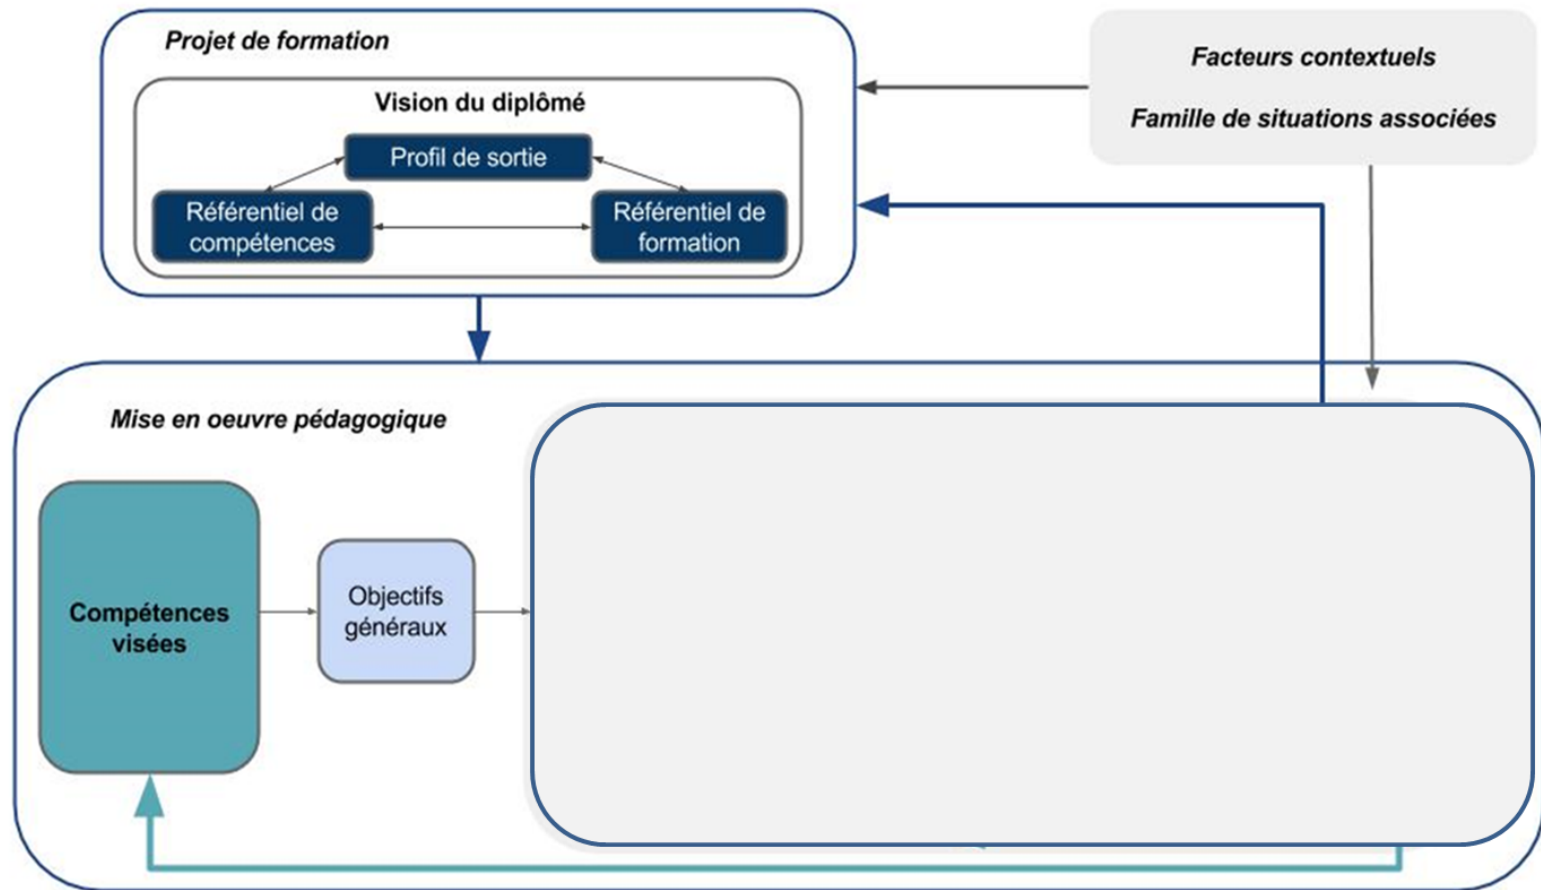 Projet de formation
Vision du diplômé
Profil de sortie
Référentiel de
compétences
Référentiel de
formation
Facteurs contextuels
Famille de situations associées
Mise en oeuvre pédagogique
Compétences
visées
Objectifs
généraux